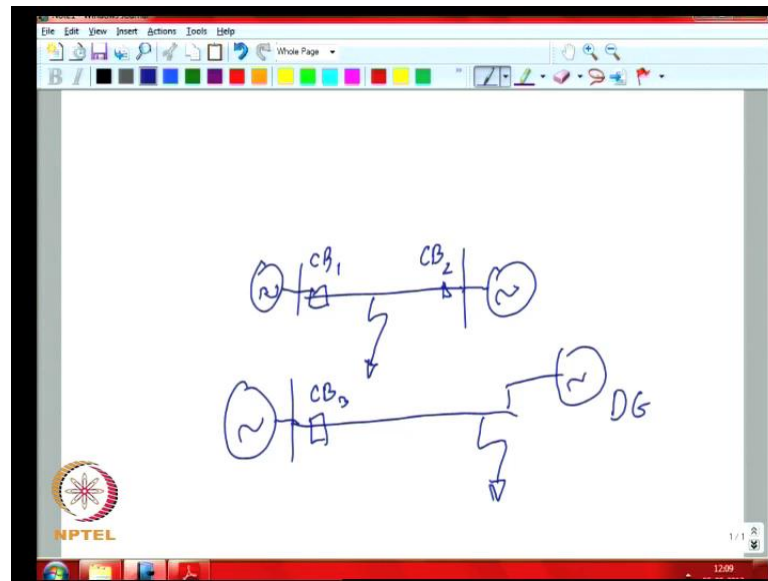 File Edit View Insert Actions Tools Help
Whole Page
B I
CB1 CB2
CB3
DG
NPTEL
1/1
12:09